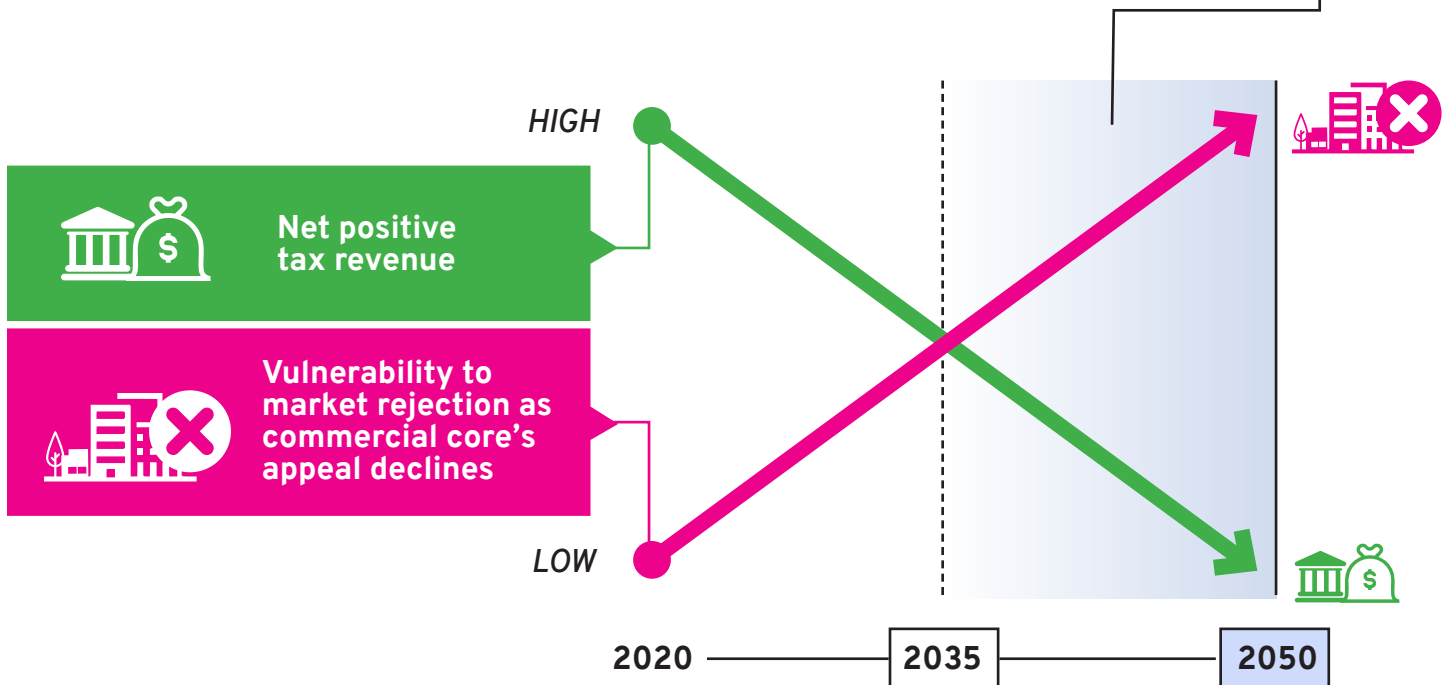 HIGH
$
Net positive
tax revenue
Vulnerability to
market rejection as
commercial core's
appeal declines
LOW
$
2020
2035
2050